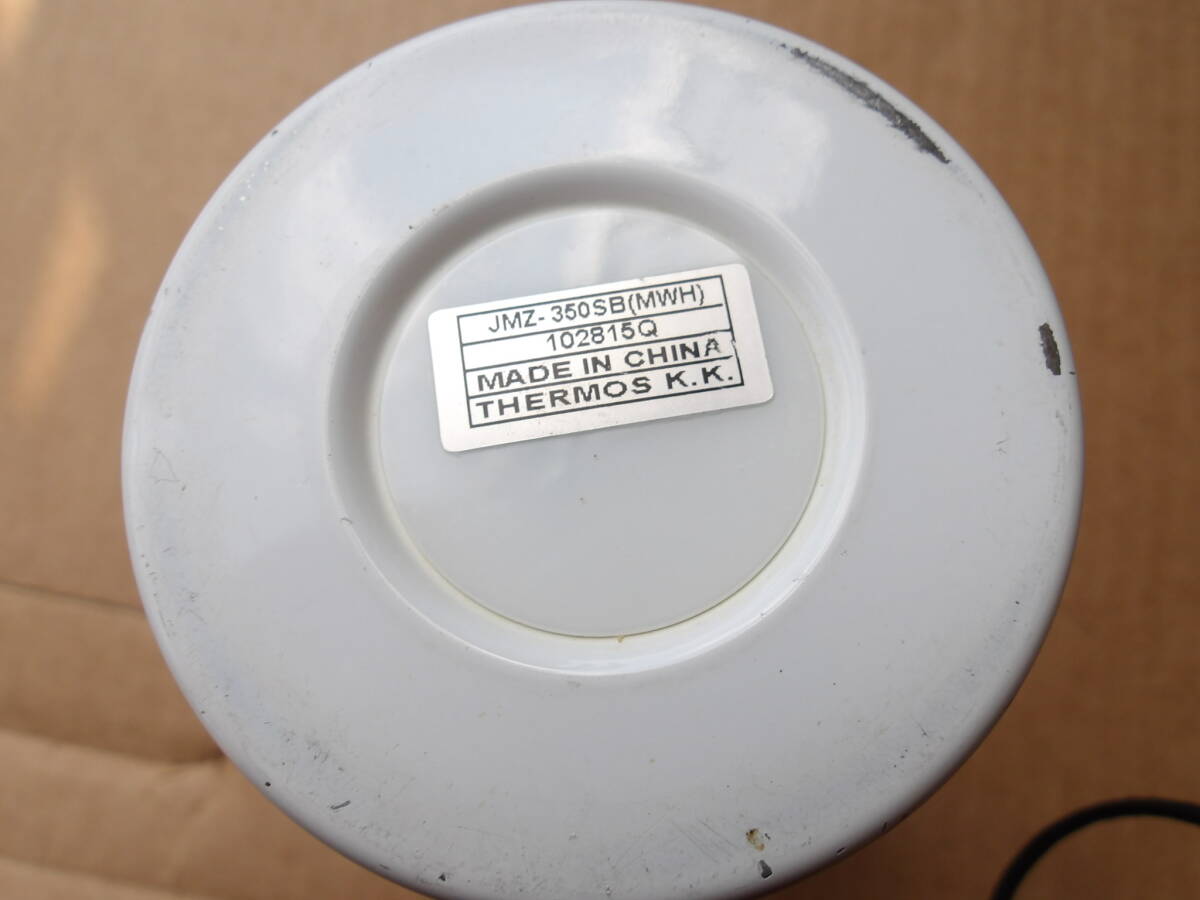 JMZ-350SB(MWH)
102815Q
MADE IN CHINA
THERMOS K.K.